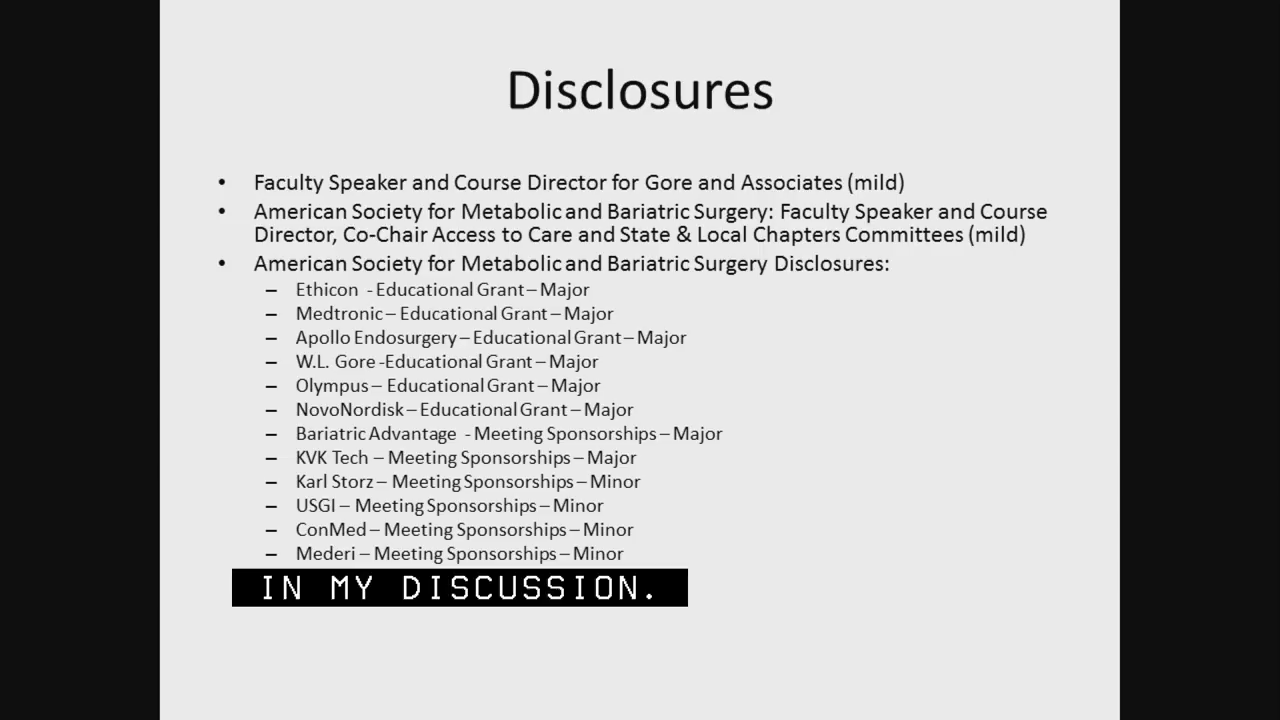 Disclosures
• Faculty Speaker and Course Director for Gore and Associates (mild)
• American Society for Metabolic and Bariatric Surgery: Faculty Speaker and Course
Director, Co-Chair Access to Care and State & Local Chapters Committees (mild)
• American Society for Metabolic and Bariatric Surgery Disclosures:
– Ethicon - Educational Grant – Major
– Medtronic – Educational Grant – Major
– Apollo Endosurgery – Educational Grant – Major
– W.L. Gore -Educational Grant – Major
– Olympus – Educational Grant – Major
– NovoNordisk – Educational Grant – Major
– Bariatric Advantage - Meeting Sponsorships – Major
– KVK Tech – Meeting Sponsorships – Major
– Karl Storz – Meeting Sponsorships – Minor
– USGI – Meeting Sponsorships – Minor
– ConMed – Meeting Sponsorships – Minor
– Mederi – Meeting Sponsorships – Minor
IN MY DISCUSSION.